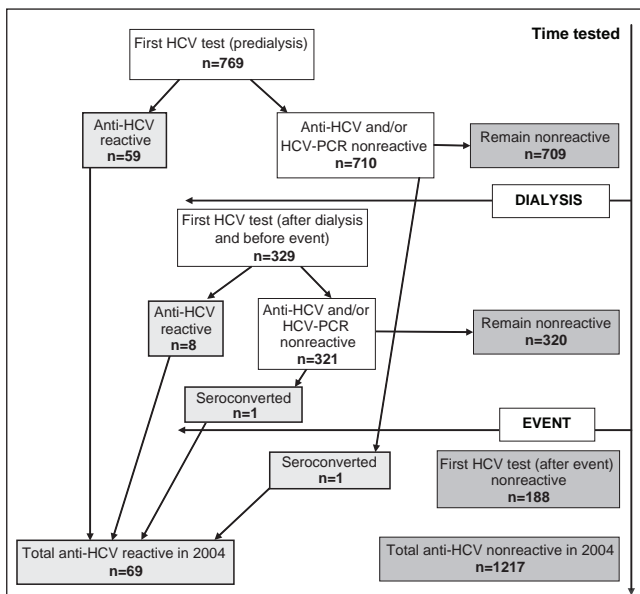 Time tested
First HCV test (predialysis)
n=769
Anti-HCV
reactive
n=59
Anti-HCV and/or
HCV-PCR nonreactive
n=710
Remain nonreactive
n=709
DIALYSIS
First HCV test (after dialysis
and before event)
n=329
Anti-HCV
reactive
n=8
Anti-HCV and/or
HCV-PCR
nonreactive
n=321
Remain nonreactive
n=320
Seroconverted
n=1
EVENT
Seroconverted
n=1
First HCV test (after event)
nonreactive
n=188
Total anti-HCV reactive in 2004
n=69
Total anti-HCV nonreactive in 2004
n=1217